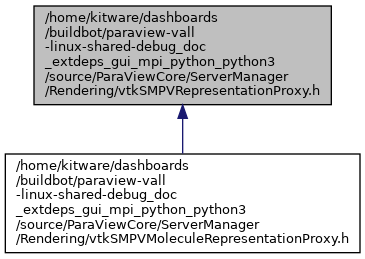 /home/kitware/dashboards
/buildbot/paraview-vall
-linux-shared-debug_doc
_extdeps_gui_mpi_python_python3
/source/ParaViewCore/ServerManager
/Rendering/vtkSMPVRepresentationProxy.h
/home/kitware/dashboards
/buildbot/paraview-vall
-linux-shared-debug_doc
_extdeps_gui_mpi_python_python3
/source/ParaViewCore/ServerManager
/Rendering/vtkSMPVMoleculeRepresentationProxy.h